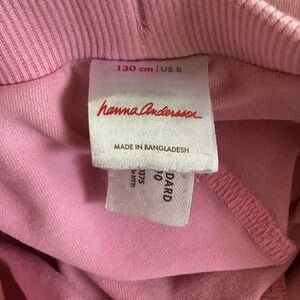 130 cm | US 8
hanna andersson
MADE IN BANGLADESH
DARD
10